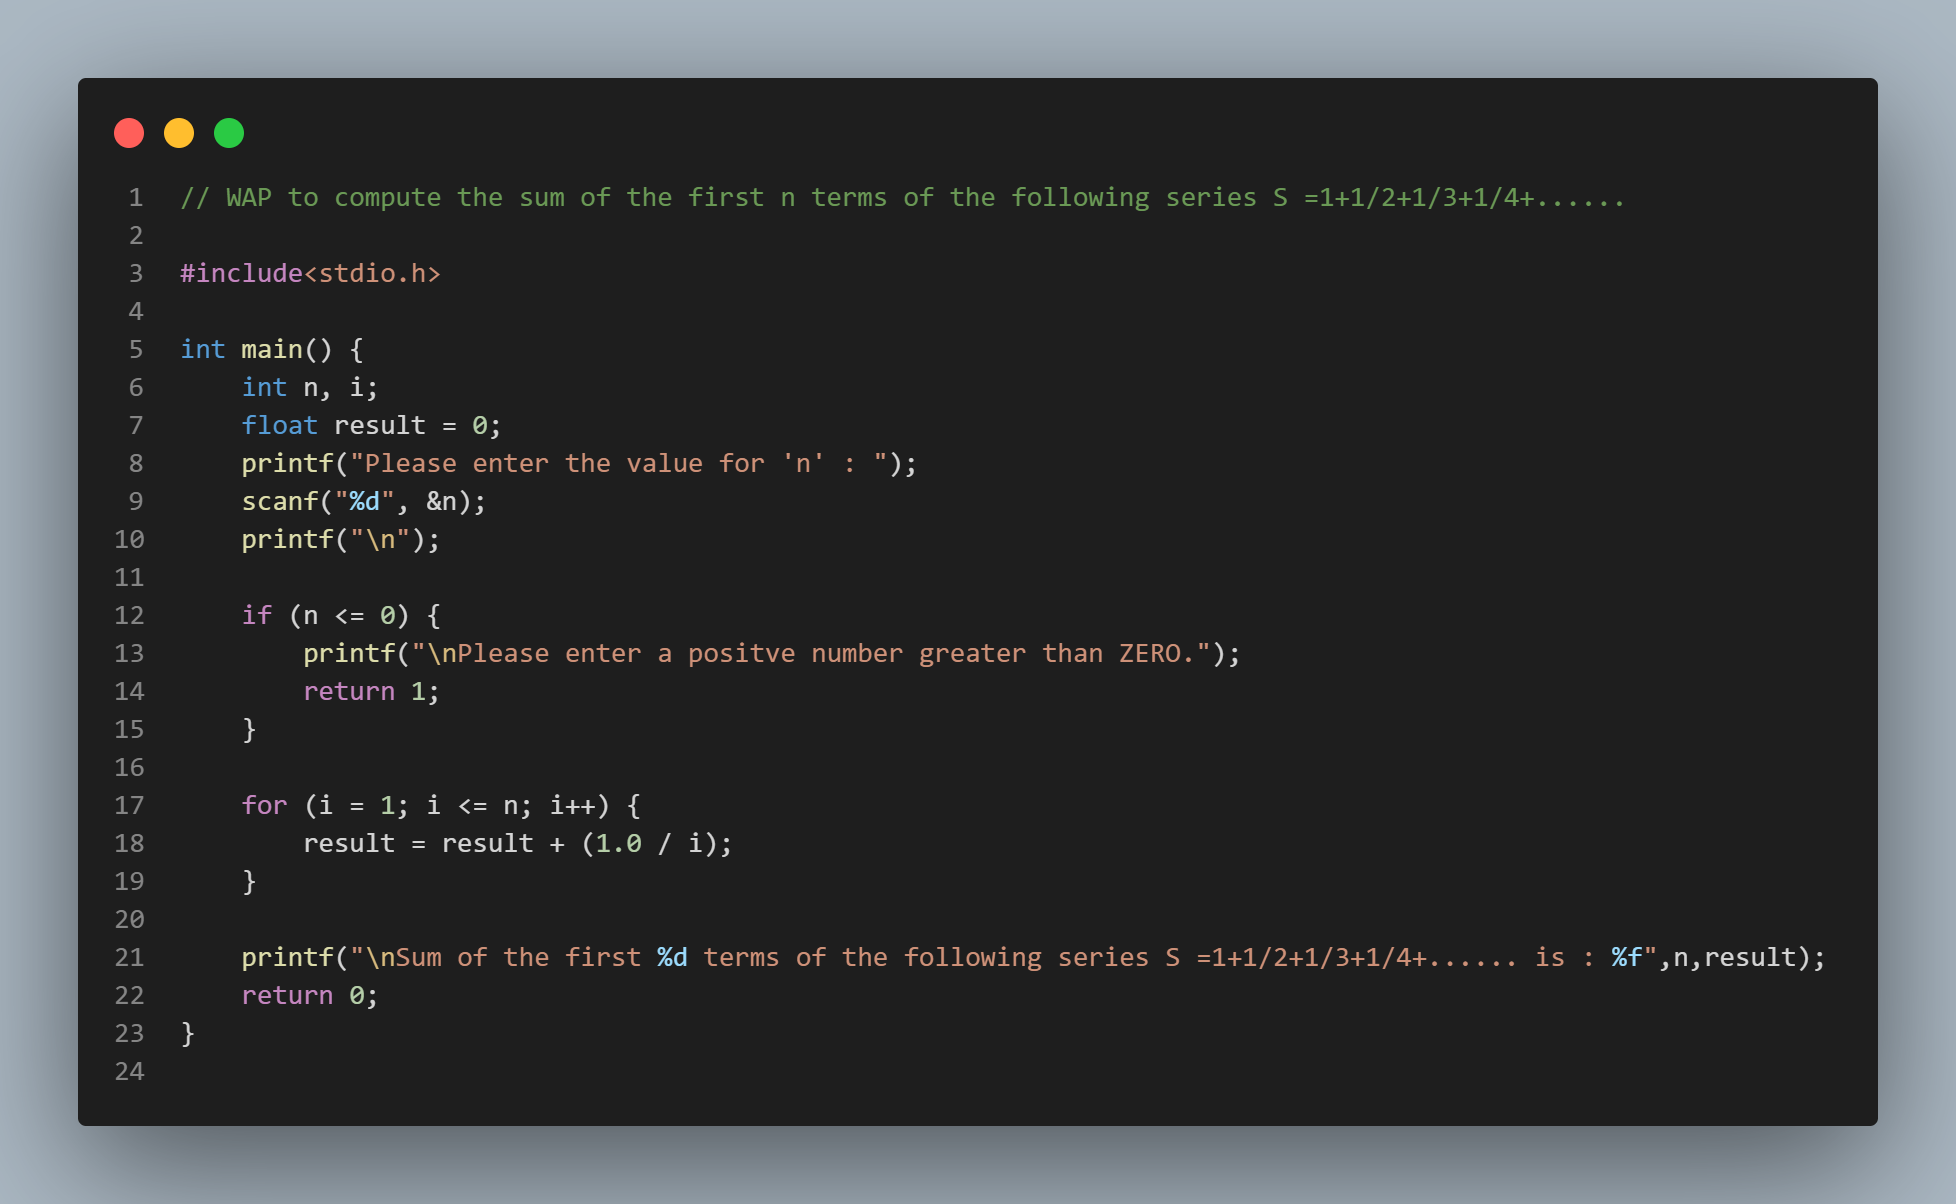 1 // WAP to compute the sum of the first n terms of the following series S =1+1/2+1/3+1/4+......
2
3 #include<stdio.h>
4
5 int main() {
6     int n, i;
7     float result = 0;
8     printf("Please enter the value for 'n' : ");
9     scanf("%d", &n);
10     printf("\n");
11
12     if (n <= 0) {
13         printf("\nPlease enter a positve number greater than ZERO.");
14         return 1;
15     }
16
17     for (i = 1; i <= n; i++) {
18         result = result + (1.0 / i);
19     }
20
21     printf("\nSum of the first %d terms of the following series S =1+1/2+1/3+1/4+...... is : %f",n,result);
22     return 0;
23 }
24